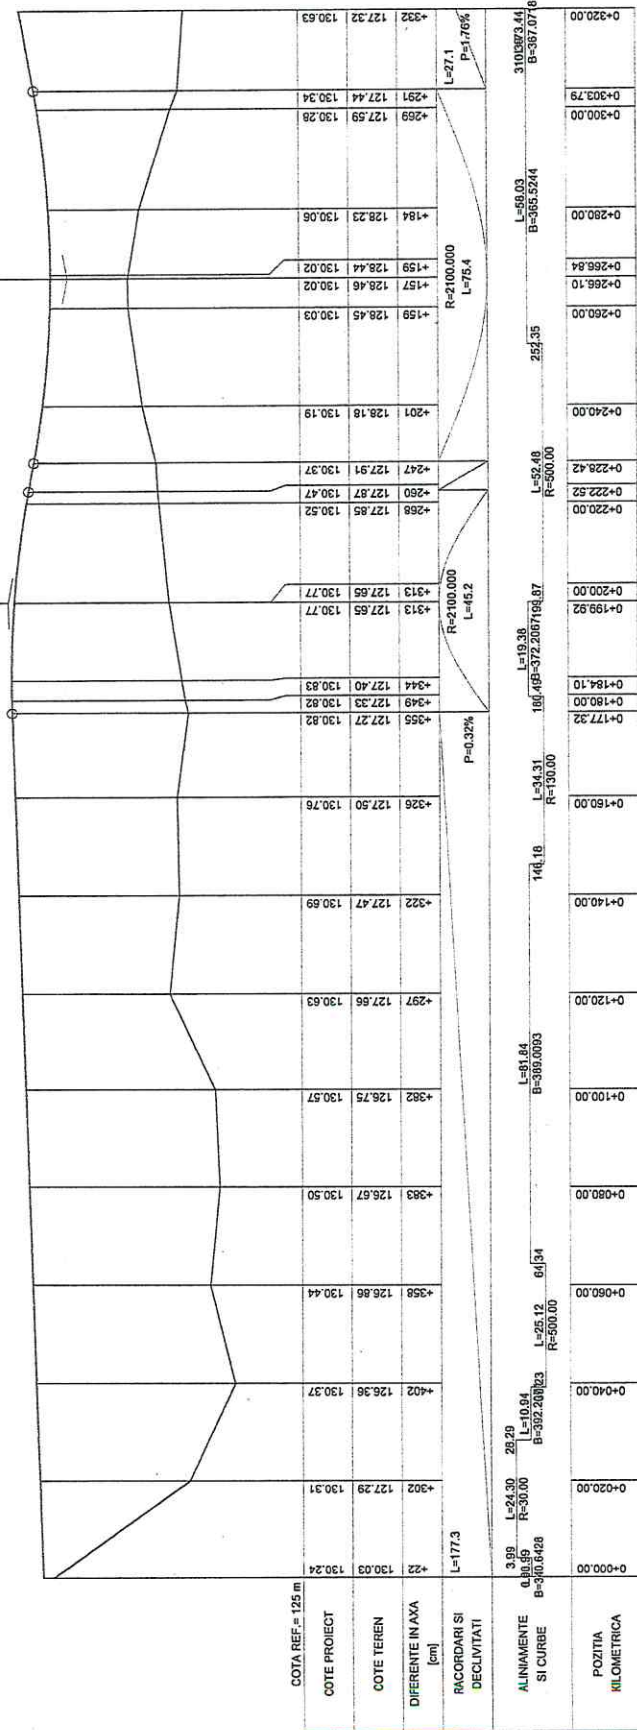 COTA REF.= 125 m
COTE PROIECT
130.24 130.31 130.37 130.44 130.50 130.57 130.63 130.69 130.76 130.82 130.82 130.83 130.77 130.77 130.52 130.47 130.37 130.19 130.03 130.02 130.02 130.06 130.28 130.34 130.63
COTE TEREN
130.03 127.29 126.36 126.86 126.67 126.75 127.66 127.47 127.50 127.27 127.33 127.40 127.65 127.65 127.85 127.87 127.91 128.18 128.45 128.46 128.44 128.23 127.59 127.44 127.32
DIFERENTE IN AXA
[cm]
+22 +302 +402 +358 +383 +382 +297 +322 +326 +355 +349 +344 +313 +313 +268 +260 +247 +201 +159 +157 +159 +184 +269 +291 +332
RACORDARI SI
DECLIVITATI
L=177.3 P=0.32% R=2100.000 L=45.2 R=2100.000 L=75.4 L=27.1 P=1.76%
ALINIAMENTE
SI CURBE
3.99 L=24.30 28.29 L=10.94 L=25.12 64.34 L=81.84 146.18 L=34.31 180.49 L=19.38 199.87 L=52.48 252.35 L=58.03
B=340.6428 R=30.00 R=500.00 B=389.0093 R=130.00 B=372.2067 R=500.00 B=365.5244 B=367.0718
POZITIA
KILOMETRICA
0+000.00 0+020.00 0+040.00 0+060.00 0+080.00 0+100.00 0+120.00 0+140.00 0+160.00 0+177.32 0+180.00 0+184.10 0+199.92 0+200.00 0+220.00 0+222.52 0+228.42 0+240.00 0+260.00 0+266.10 0+266.84 0+280.00 0+300.00 0+303.79 0+320.00